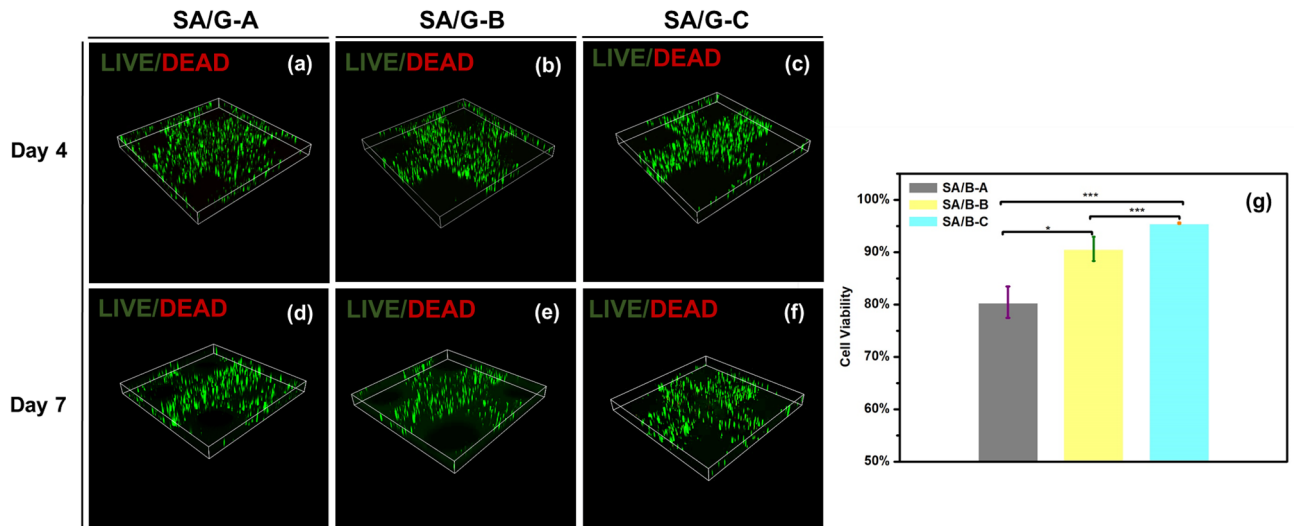 SA/G-A
SA/G-B
SA/G-C
Day 4
LIVE/DEAD (a)
LIVE/DEAD (b)
LIVE/DEAD (c)
Day 7
LIVE/DEAD (d)
LIVE/DEAD (e)
LIVE/DEAD (f)
(g)
SA/B-A
SA/B-B
SA/B-C
***
***
*
Cell Viability
100%
90%
80%
70%
60%
50%